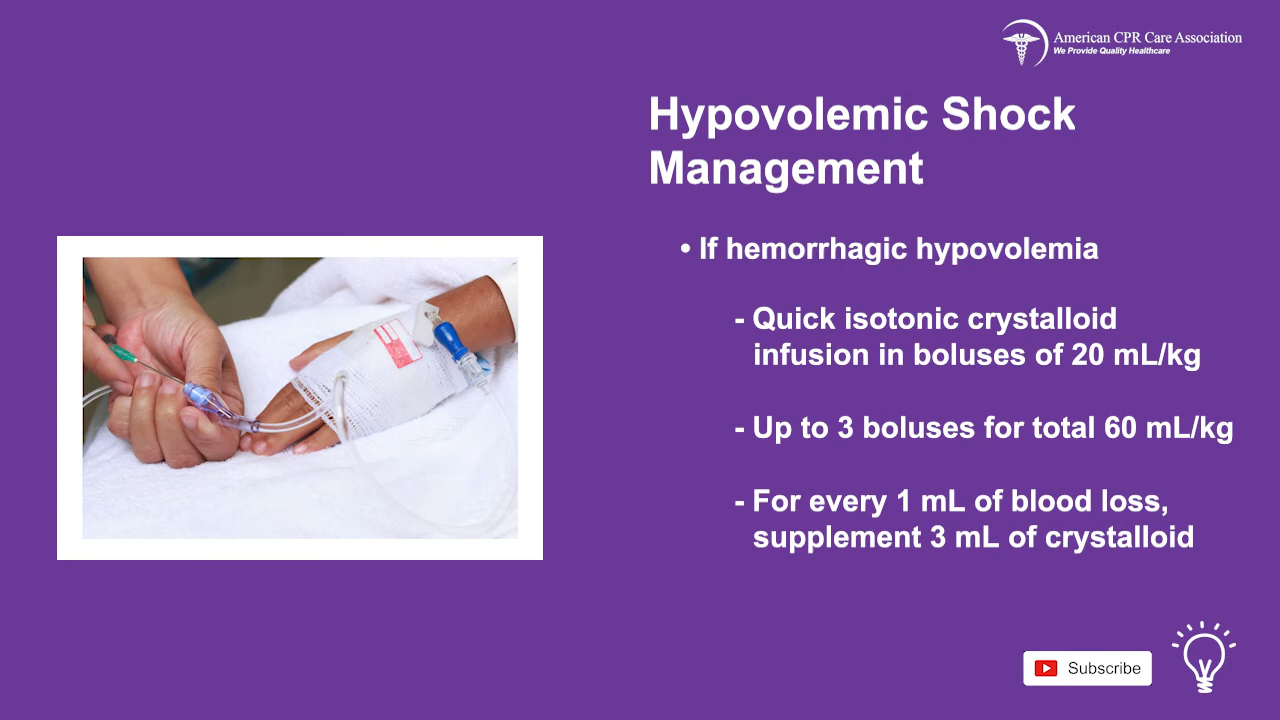 American CPR Care Association
We Provide Quality Healthcare
Hypovolemic Shock
Management
• If hemorrhagic hypovolemia
- Quick isotonic crystalloid
infusion in boluses of 20 mL/kg
- Up to 3 boluses for total 60 mL/kg
- For every 1 mL of blood loss,
supplement 3 mL of crystalloid
Subscribe